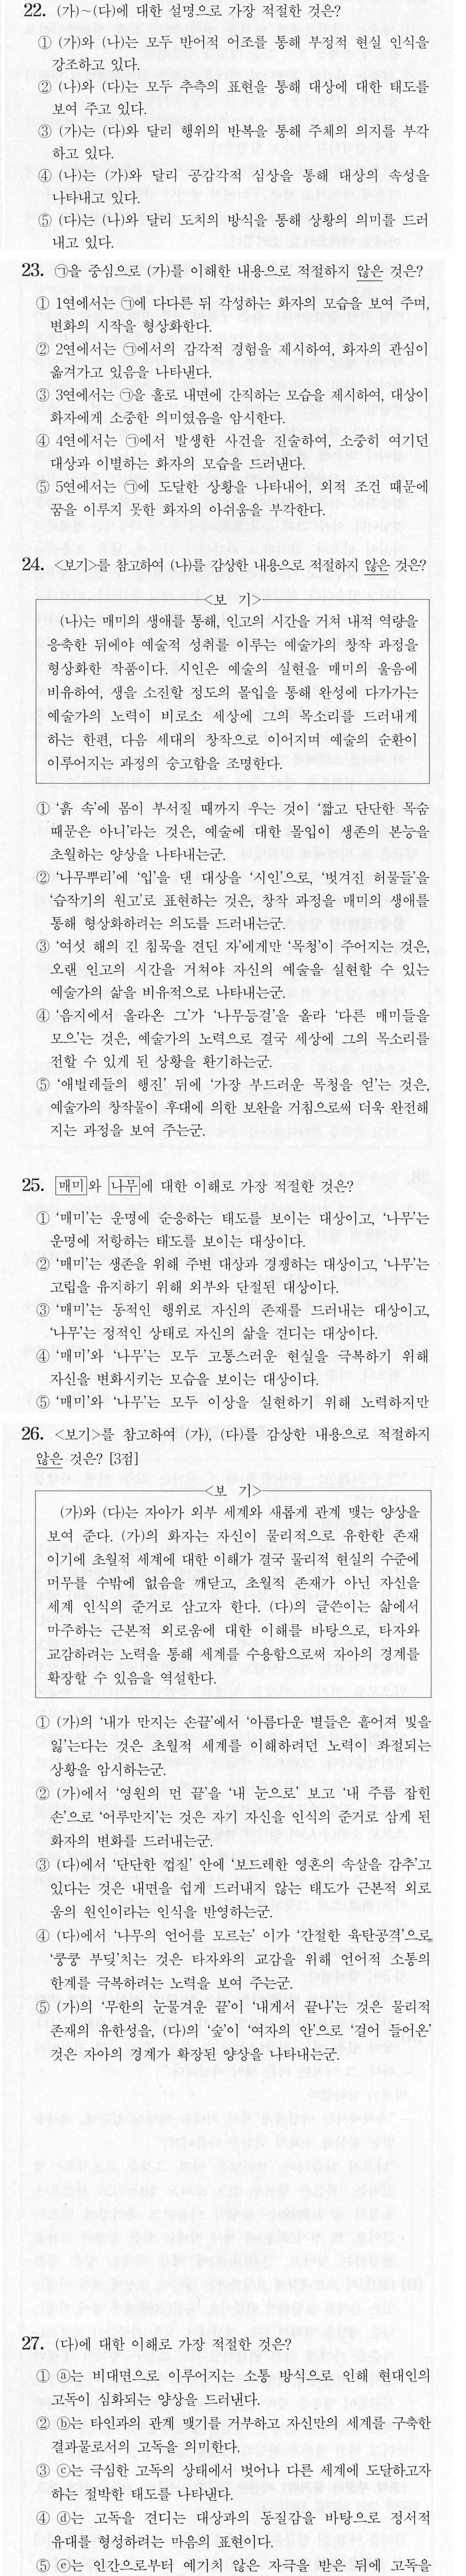 22. (가)~(다)에 대한 설명으로 가장 적절한 것은?
① (가)와 (나)는 모두 반어적 어조를 통해 부정적 현실 인식을
강조하고 있다.
② (나)와 (다)는 모두 추측의 표현을 통해 대상에 대한 태도를
보여 주고 있다.
③ (가)는 (다)와 달리 행위의 반복을 통해 주체의 의지를 부각
하고 있다.
④ (나)는 (가)와 달리 공감각적 심상을 통해 대상의 속성을
나타내고 있다.
⑤ (다)는 (나)와 달리 도치의 방식을 통해 상황의 의미를 드러
내고 있다.
23. ㉠을 중심으로 (가)를 이해한 내용으로 적절하지 않은 것은?
① 1연에서는 ㉠에 다다른 뒤 각성하는 화자의 모습을 보여 주며,
변화의 시작을 형상화한다.
② 2연에서는 ㉠에서의 감각적 경험을 제시하여, 화자의 관심이
옮겨가고 있음을 나타낸다.
③ 3연에서는 ㉠을 홀로 내면에 간직하는 모습을 제시하여, 대상이
화자에게 소중한 의미였음을 암시한다.
④ 4연에서는 ㉠에서 발생한 사건을 진술하여, 소중히 여기던
대상과 이별하는 화자의 모습을 드러낸다.
⑤ 5연에서는 ㉠에 도달한 상황을 나타내어, 외적 조건 때문에
꿈을 이루지 못한 화자의 아쉬움을 부각한다.
24. <보기>를 참고하여 (나)를 감상한 내용으로 적절하지 않은 것은?
<보 기>
(나)는 매미의 생애를 통해, 인고의 시간을 거쳐 내적 역량을
응축한 뒤에야 예술적 성취를 이루는 예술가의 창작 과정을
형상화한 작품이다. 시인은 예술의 실현을 매미의 울음에
비유하여, 생을 소진할 정도의 몰입을 통해 완성에 다가가는
예술가의 노력이 비로소 세상에 그의 목소리를 드러내게
하는 한편, 다음 세대의 창작으로 이어지며 예술의 순환이
이루어지는 과정의 숭고함을 조명한다.
① ‘흙 속’에 몸이 부서질 때까지 우는 것이 ‘짧고 단단한 목숨
때문은 아니’라는 것은, 예술에 대한 몰입이 생존의 본능을
초월하는 양상을 나타내는군.
② ‘나무뿌리’에 ‘입’을 댄 대상을 ‘시인’으로, ‘벗겨진 허물들’을
‘습작기의 원고’로 표현하는 것은, 창작 과정을 매미의 생애를
통해 형상화하려는 의도를 드러내는군.
③ ‘여섯 해의 긴 침묵을 견딘 자’에게만 ‘목청’이 주어지는 것은,
오랜 인고의 시간을 거쳐야 자신의 예술을 실현할 수 있는
예술가의 삶을 비유적으로 나타내는군.
④ ‘음지에서 올라온 그’가 ‘나무등걸’을 올라 ‘다른 매미들을
모으’는 것은, 예술가의 노력으로 결국 세상에 그의 목소리를
전할 수 있게 된 상황을 환기하는군.
⑤ ‘애벌레들의 행진’ 뒤에 ‘가장 부드러운 목청을 얻’는 것은,
예술가의 창작물이 후대에 의한 보완을 거침으로써 더욱 완전해
지는 과정을 보여 주는군.
25. 매미와 나무에 대한 이해로 가장 적절한 것은?
① ‘매미’는 운명에 순응하는 태도를 보이는 대상이고, ‘나무’는
운명에 저항하는 태도를 보이는 대상이다.
② ‘매미’는 생존을 위해 주변 대상과 경쟁하는 대상이고, ‘나무’는
고립을 유지하기 위해 외부와 단절된 대상이다.
③ ‘매미’는 동적인 행위로 자신의 존재를 드러내는 대상이고,
‘나무’는 정적인 상태로 자신의 삶을 견디는 대상이다.
④ ‘매미’와 ‘나무’는 모두 고통스러운 현실을 극복하기 위해
자신을 변화시키는 모습을 보이는 대상이다.
⑤ ‘매미’와 ‘나무’는 모두 이상을 실현하기 위해 노력하지만
26. <보기>를 참고하여 (가), (다)를 감상한 내용으로 적절하지
않은 것은? [3점]
<보 기>
(가)와 (다)는 자아가 외부 세계와 새롭게 관계 맺는 양상을
보여 준다. (가)의 화자는 자신이 물리적으로 유한한 존재
이기에 초월적 세계에 대한 이해가 결국 물리적 현실의 수준에
머무를 수밖에 없음을 깨닫고, 초월적 존재가 아닌 자신을
세계 인식의 준거로 삼고자 한다. (다)의 글쓴이는 삶에서
마주하는 근본적 외로움에 대한 이해를 바탕으로, 타자와
교감하려는 노력을 통해 세계를 수용함으로써 자아의 경계를
확장할 수 있음을 역설한다.
① (가)의 ‘내가 만지는 손끝’에서 ‘아름다운 별들은 흩어져 빛을
잃’는다는 것은 초월적 세계를 이해하려던 노력이 좌절되는
상황을 암시하는군.
② (가)에서 ‘영원의 먼 끝’을 ‘내 눈으로’ 보고 ‘내 주름 잡힌
손’으로 ‘어루만지’는 것은 자기 자신을 인식의 준거로 삼게 된
화자의 변화를 드러내는군.
③ (다)에서 ‘단단한 껍질’ 안에 ‘보드레한 영혼의 속살을 감추’고
있다는 것은 내면을 쉽게 드러내지 않는 태도가 근본적 외로
움의 원인이라는 인식을 반영하는군.
④ (다)에서 ‘나무의 언어를 모르는’ 이가 ‘간절한 육탄공격’으로
‘쿵쿵 부딪’치는 것은 타자와의 교감을 위해 언어적 소통의
한계를 극복하려는 노력을 보여 주는군.
⑤ (가)의 ‘무한의 눈물겨운 끝’이 ‘내게서 끝나’는 것은 물리적
존재의 유한성을, (다)의 ‘숲’이 ‘여자의 안’으로 ‘걸어 들어온’
것은 자아의 경계가 확장된 양상을 나타내는군.
27. (다)에 대한 이해로 가장 적절한 것은?
① ⓐ는 비대면으로 이루어지는 소통 방식으로 인해 현대인의
고독이 심화되는 양상을 드러낸다.
② ⓑ는 타인과의 관계 맺기를 거부하고 자신만의 세계를 구축한
결과물로서의 고독을 의미한다.
③ ⓒ는 극심한 고독의 상태에서 벗어나 다른 세계에 도달하고자
하는 절박한 태도를 나타낸다.
④ ⓓ는 고독을 견디는 대상과의 동질감을 바탕으로 정서적
유대를 형성하려는 마음의 표현이다.
⑤ ⓔ는 인간으로부터 예기치 않은 자극을 받은 뒤에 고독을